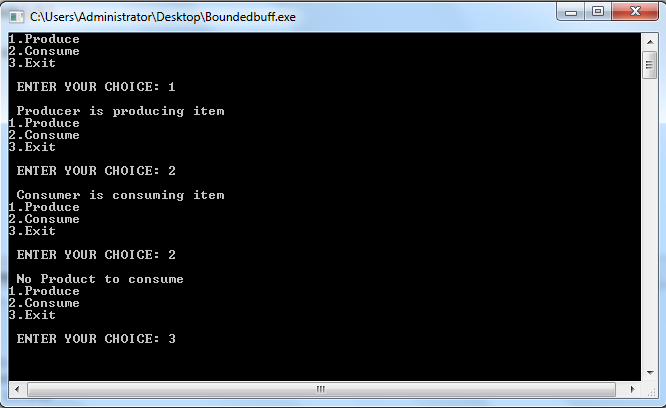 C:\Users\Administrator\Desktop\Boundedbuff.exe
1.Produce
2.Consume
3.Exit
ENTER YOUR CHOICE: 1
Producer is producing item
1.Produce
2.Consume
3.Exit
ENTER YOUR CHOICE: 2
Consumer is consuming item
1.Produce
2.Consume
3.Exit
ENTER YOUR CHOICE: 2
No Product to consume
1.Produce
2.Consume
3.Exit
ENTER YOUR CHOICE: 3